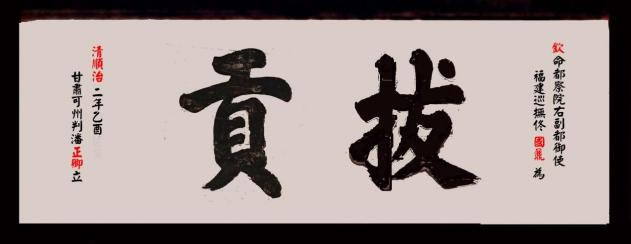 欽命都察院右副都御使
福建巡撫佟國鼐為
拔貢
清順治二年乙酉
甘肅可州判潘正卿立